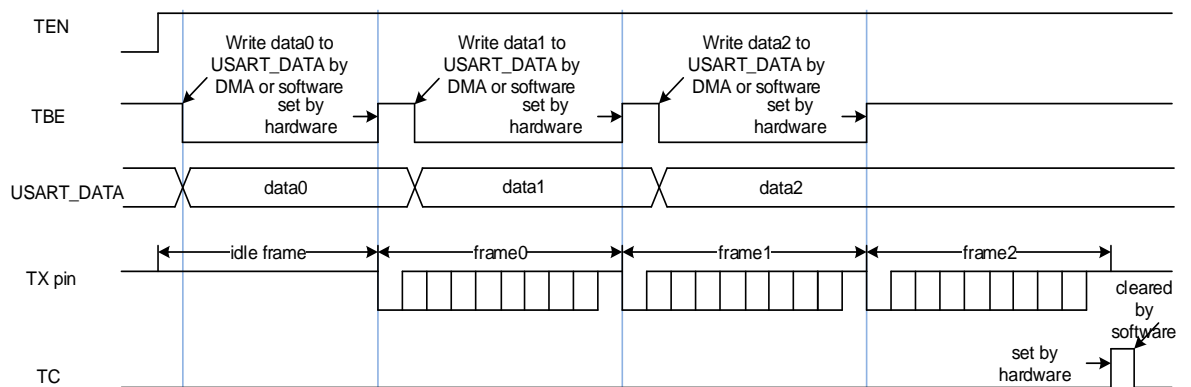 TEN
Write data0 to
USART_DATA by
DMA or software
Write data1 to
USART_DATA by
DMA or software
Write data2 to
USART_DATA by
DMA or software
TBE
set by
hardware
set by
hardware
set by
hardware
USART_DATA
data0
data1
data2
idle frame
frame0
frame1
frame2
TX pin
cleared
by
software
set by
hardware
TC